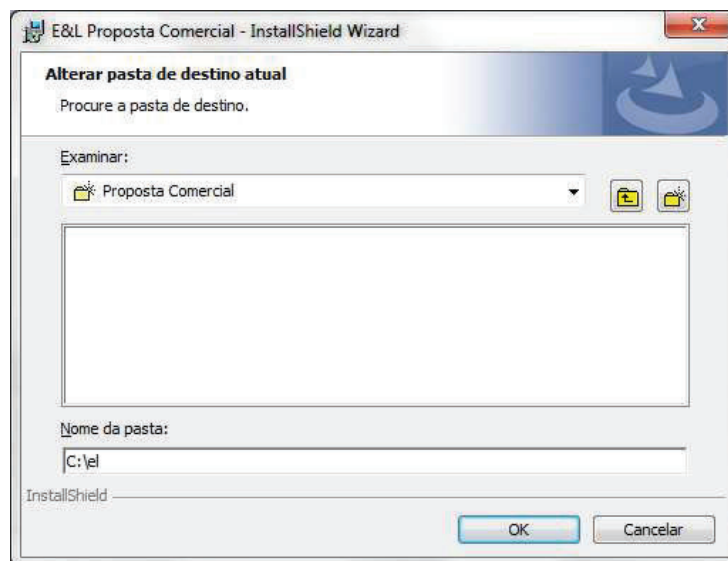 E&L Proposta Comercial - InstallShield Wizard
Alterar pasta de destino atual
Procure a pasta de destino.
Examinar:
Proposta Comercial
Nome da pasta:
C:\el
InstallShield
OK Cancelar